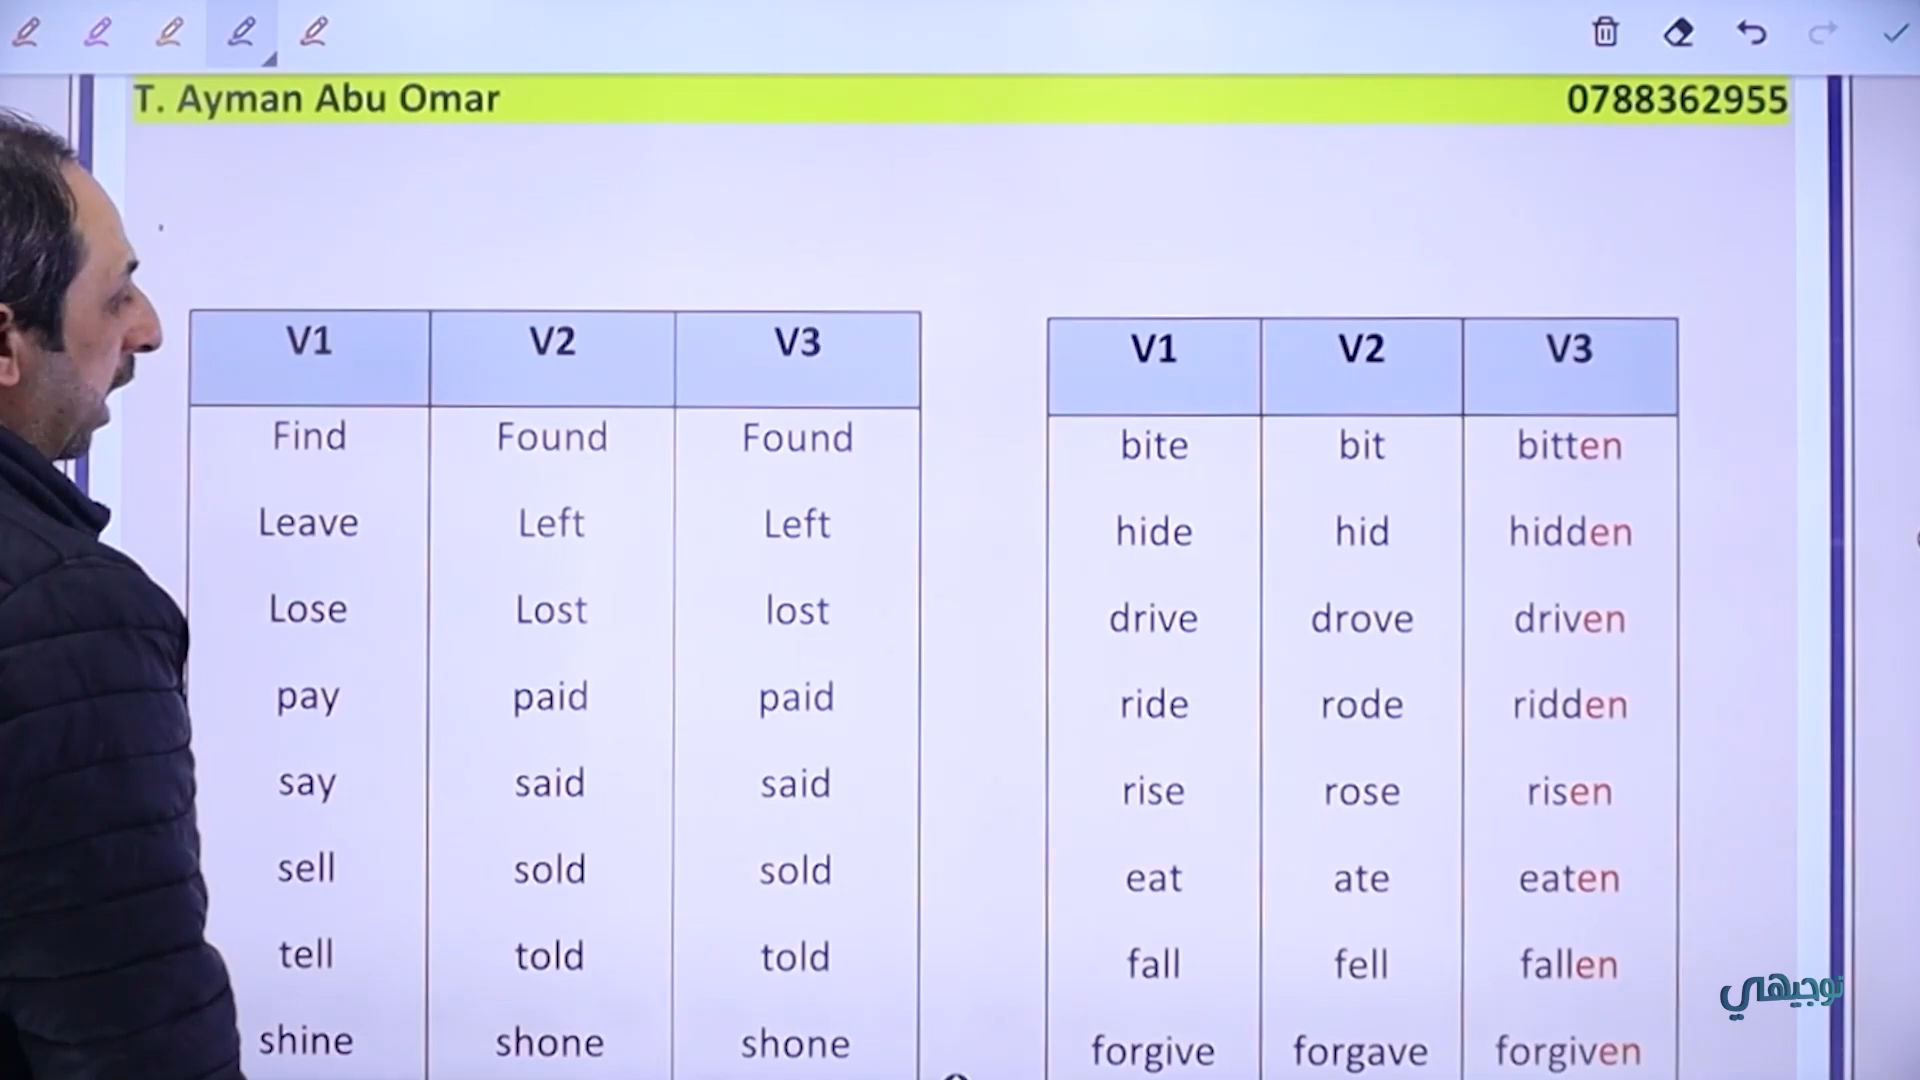 T. Ayman Abu Omar 0788362955
V1 V2 V3
Find Found Found
Leave Left Left
Lose Lost lost
pay paid paid
say said said
sell sold sold
tell told told
shine shone shone
V1 V2 V3
bite bit bitten
hide hid hidden
drive drove driven
ride rode ridden
rise rose risen
eat ate eaten
fall fell fallen
forgive forgave forgiven
توجيهي